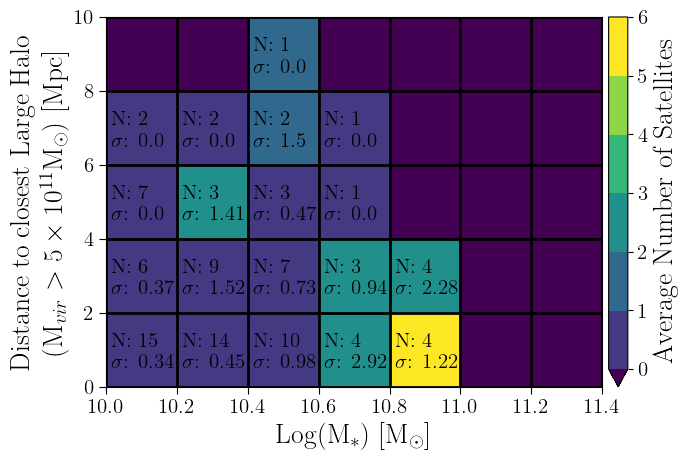 10
8
6
4
2
0
Distance to closest Large Halo
(M_vir > 5 × 10^11 M_⊙) [Mpc]
N: 1
σ: 0.0
N: 2
σ: 0.0
N: 2
σ: 0.0
N: 2
σ: 1.5
N: 1
σ: 0.0
N: 7
σ: 0.0
N: 3
σ: 1.41
N: 3
σ: 0.47
N: 1
σ: 0.0
N: 6
σ: 0.37
N: 9
σ: 1.52
N: 7
σ: 0.73
N: 3
σ: 0.94
N: 4
σ: 2.28
N: 15
σ: 0.34
N: 14
σ: 0.45
N: 10
σ: 0.98
N: 4
σ: 2.92
N: 4
σ: 1.22
10.0 10.2 10.4 10.6 10.8 11.0 11.2 11.4
Log(M_*) [M_⊙]
6
5
4
3
2
1
0
Average Number of Satellites